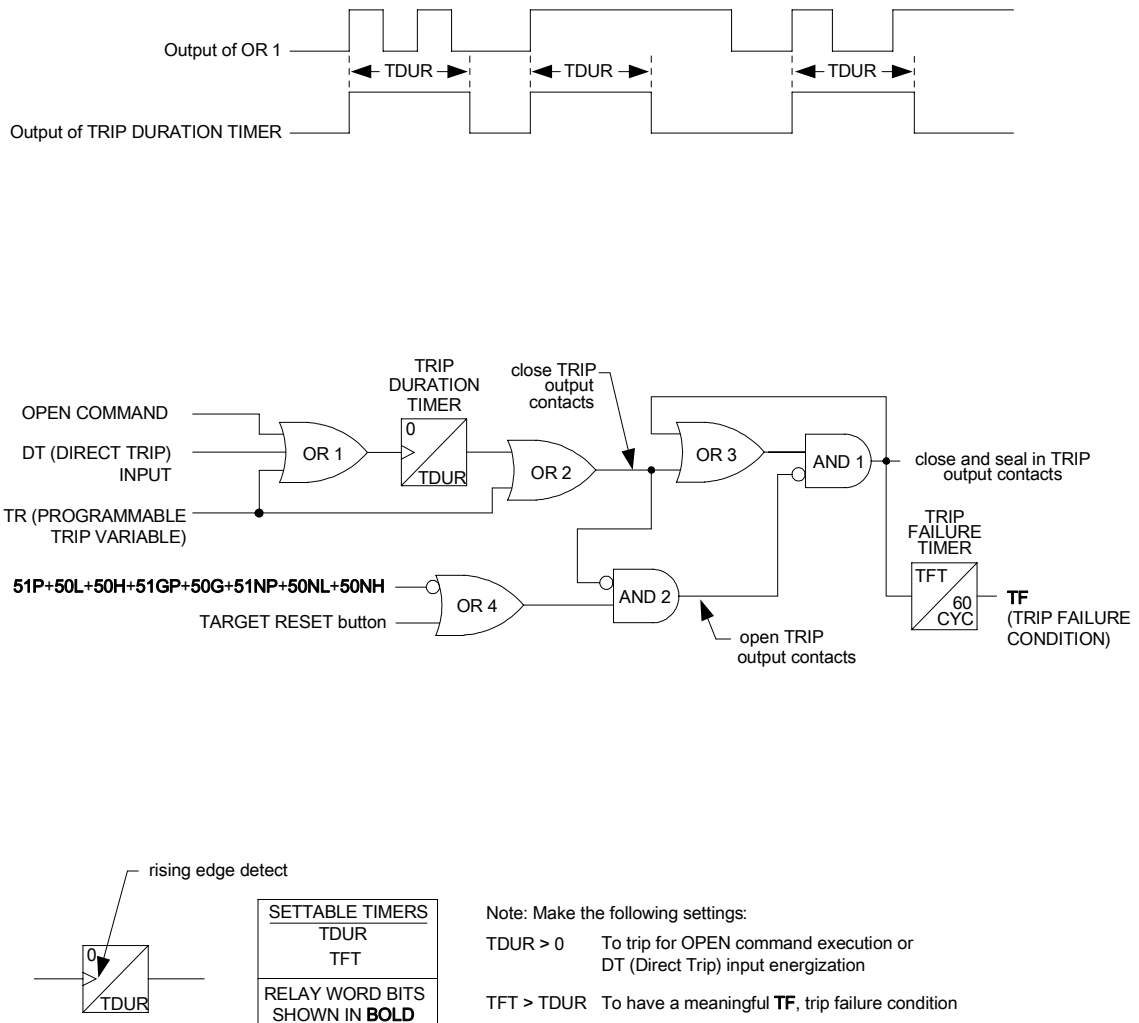 Output of OR 1
TDUR
TDUR
TDUR
Output of TRIP DURATION TIMER
TRIP
DURATION
TIMER
close TRIP
output
contacts
OPEN COMMAND
DT (DIRECT TRIP)
INPUT
TR (PROGRAMMABLE
TRIP VARIABLE)
OR 1
0
TDUR
OR 2
OR 3
AND 1
close and seal in TRIP
output contacts
TRIP
FAILURE
TIMER
TFT
60
CYC
TF
(TRIP FAILURE
CONDITION)
51P+50L+50H+51GP+50G+51NP+50NL+50NH
TARGET RESET button
OR 4
AND 2
open TRIP
output contacts
rising edge detect
0
TDUR
SETTABLE TIMERS
TDUR
TFT
RELAY WORD BITS
SHOWN IN BOLD
Note: Make the following settings:
TDUR > 0 To trip for OPEN command execution or
DT (Direct Trip) input energization
TFT > TDUR To have a meaningful TF, trip failure condition